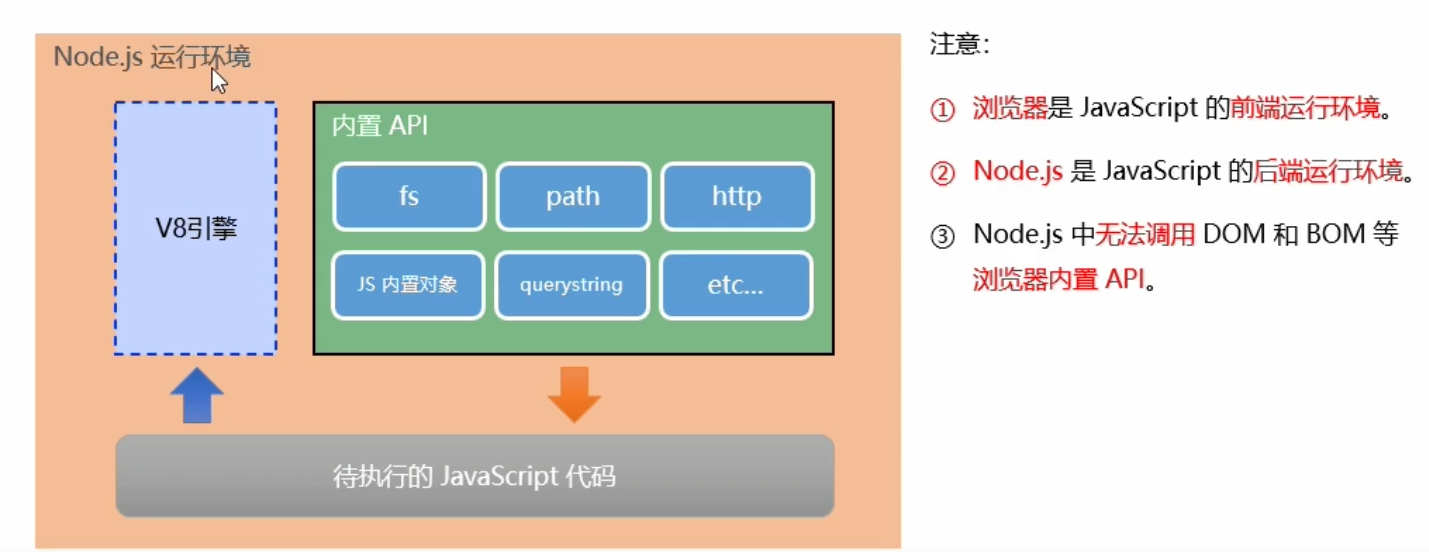 Node.js 运行环境
V8引擎
内置 API
fs
path
http
JS 内置对象
querystring
etc...
待执行的 JavaScript 代码
注意：
① 浏览器是 JavaScript 的前端运行环境。
② Node.js 是 JavaScript 的后端运行环境。
③ Node.js 中无法调用 DOM 和 BOM 等
浏览器内置 API。